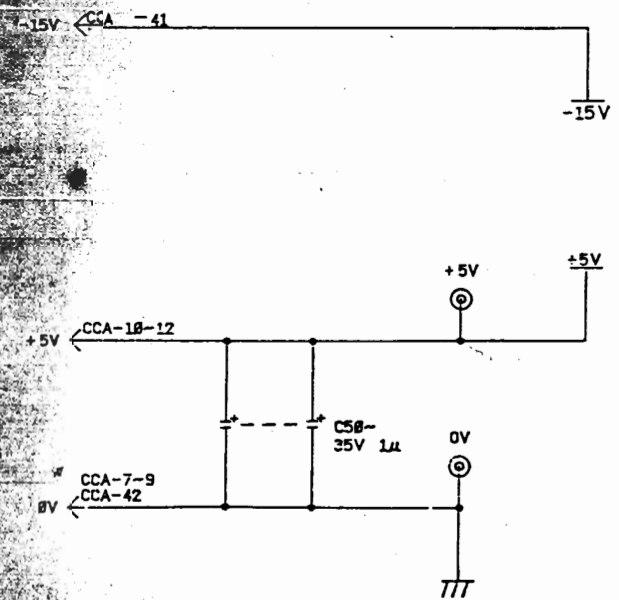 -15V CCA -41
-15V
+5V
+5V
+5V CCA-10~12
C50~
35V 1µ
0V
CCA-7~9
CCA-42
0V